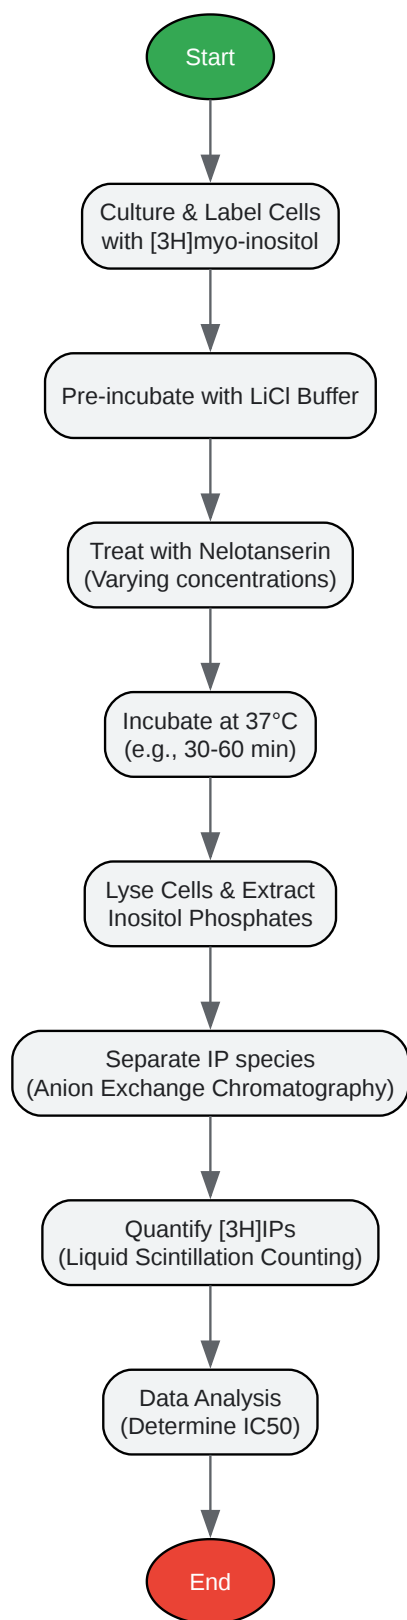 Start
Culture & Label Cells
with [3H]myo-inositol
Pre-incubate with LiCl Buffer
Treat with Nelotanserin
(Varying concentrations)
Incubate at 37°C
(e.g., 30-60 min)
Lyse Cells & Extract
Inositol Phosphates
Separate IP species
(Anion Exchange Chromatography)
Quantify [3H]IPs
(Liquid Scintillation Counting)
Data Analysis
(Determine IC50)
End